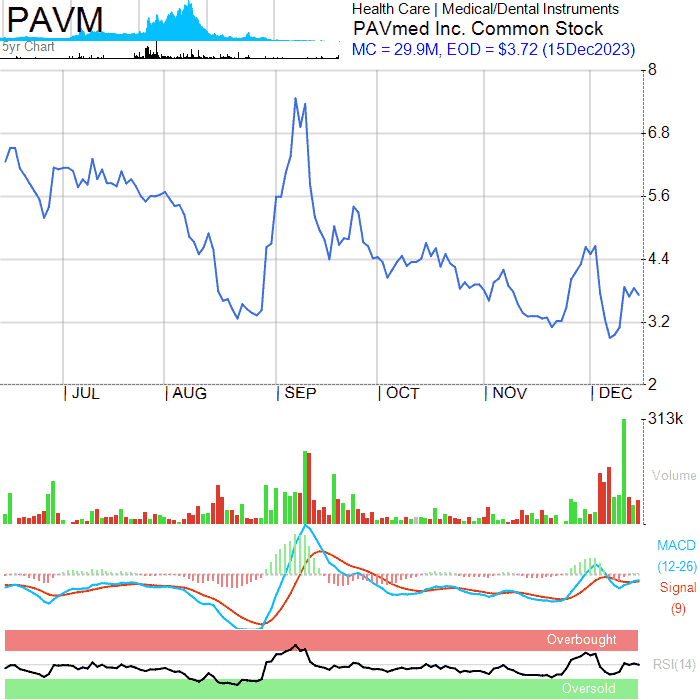 PAVM
5yr Chart
Health Care | Medical/Dental Instruments
PAVmed Inc. Common Stock
MC = 29.9M, EOD = $3.72 (15Dec2023)
8
6.8
5.6
4.4
3.2
2
JUL
AUG
SEP
OCT
NOV
DEC
313k
Volume
MACD
(12-26)
Signal
(9)
Overbought
RSI(14)
Oversold